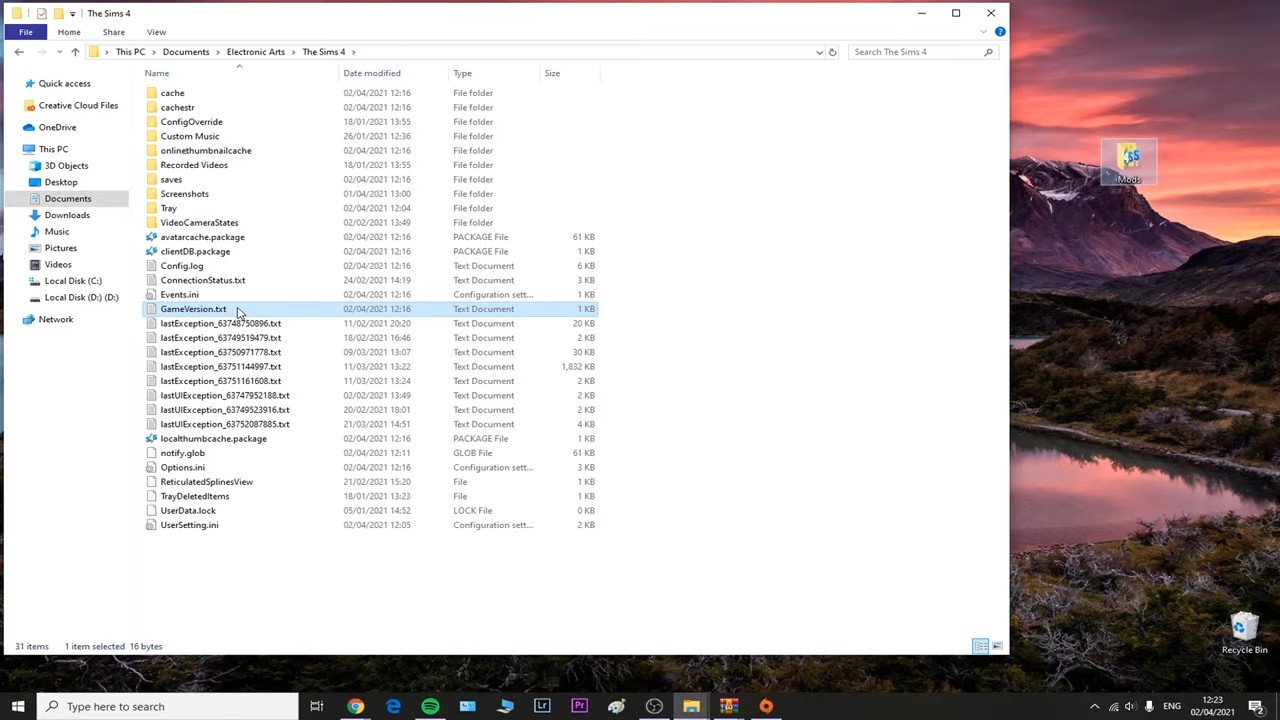 The Sims 4
File Home Share View
This PC Documents Electronic Arts The Sims 4
Search The Sims 4
Name Date modified Type Size
Quick access
Creative Cloud Files
OneDrive
This PC
3D Objects
Desktop
Documents
Downloads
Music
Pictures
Videos
Local Disk (C:)
Local Disk (D:) (D:)
Network
cache 02/04/2021 12:16 File folder
cachestr 02/04/2021 12:16 File folder
ConfigOverride 18/01/2021 13:55 File folder
Custom Music 26/01/2021 12:36 File folder
onlinethumbnailcache 02/04/2021 12:16 File folder
Recorded Videos 18/01/2021 13:55 File folder
saves 02/04/2021 12:16 File folder
Screenshots 01/04/2021 13:00 File folder
Tray 02/04/2021 12:04 File folder
VideoCameraStates 02/02/2021 13:49 File folder
avatarcache.package 02/04/2021 12:16 PACKAGE File 61 KB
clientDB.package 02/04/2021 12:16 PACKAGE File 1 KB
Config.log 02/04/2021 12:16 Text Document 6 KB
ConnectionStatus.txt 24/02/2021 14:19 Text Document 3 KB
Events.ini 02/04/2021 12:16 Configuration sett... 2 KB
GameVersion.txt 02/04/2021 12:16 Text Document 1 KB
lastException_63748750896.txt 11/02/2021 20:20 Text Document 20 KB
lastException_63749519479.txt 18/02/2021 16:46 Text Document 2 KB
lastException_63750971778.txt 09/03/2021 13:07 Text Document 30 KB
lastException_63751144997.txt 11/03/2021 13:22 Text Document 1,832 KB
lastException_63751161608.txt 11/03/2021 13:24 Text Document 2 KB
lastUIException_63747952188.txt 02/02/2021 13:49 Text Document 2 KB
lastUIException_63749523916.txt 20/02/2021 18:01 Text Document 2 KB
lastUIException_63752087885.txt 21/03/2021 14:51 Text Document 4 KB
localthumbcache.package 02/04/2021 12:16 PACKAGE File 1 KB
notify.glob 02/04/2021 12:11 GLOB File 61 KB
Options.ini 02/04/2021 12:16 Configuration sett... 3 KB
ReticulatedSplinesView 21/02/2021 15:20 File 1 KB
TrayDeletedItems 18/01/2021 13:23 File 1 KB
UserData.lock 05/01/2021 14:52 LOCK File 0 KB
UserSetting.ini 02/04/2021 12:05 Configuration sett... 2 KB
31 items 1 item selected 16 bytes
Mods
Recycle Bin
Type here to search
Lr
Pr
12:23
02/04/2021
2